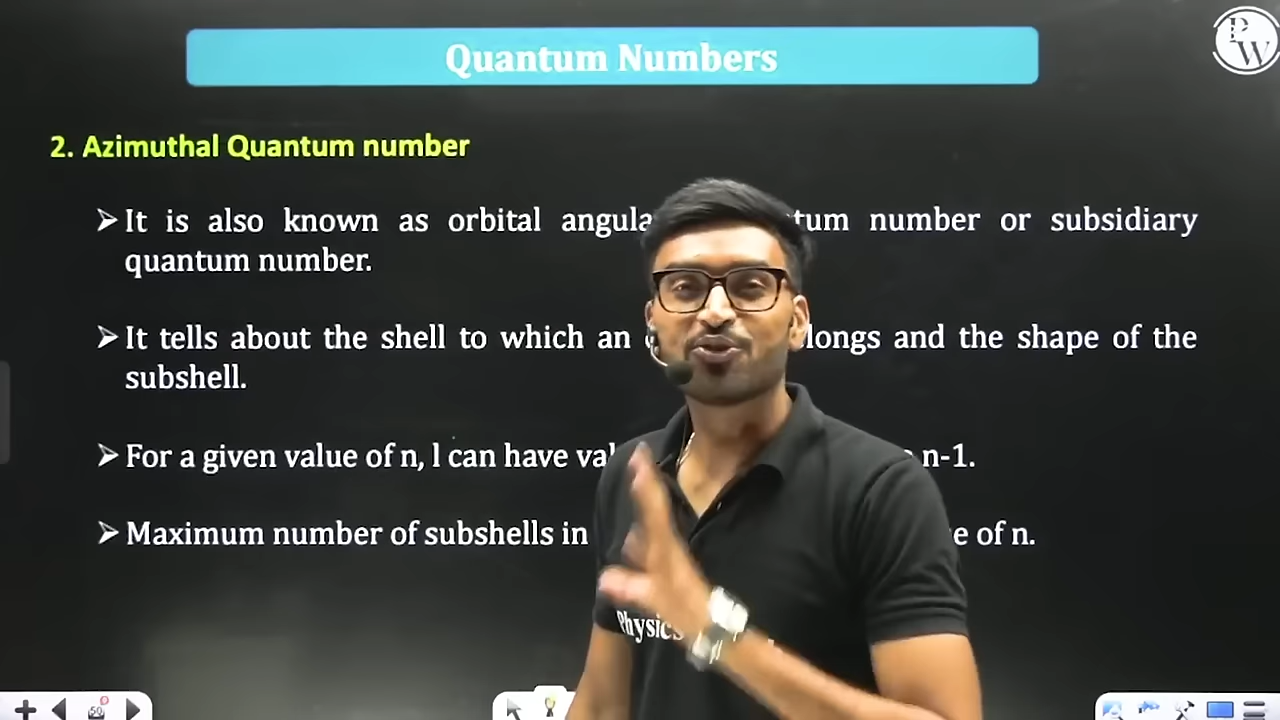 Quantum Numbers
PW
2. Azimuthal Quantum number
➤ It is also known as orbital tum number or subsidiary
quantum number.
➤ It tells about the shell to which an longs and the shape of the
subshell.
➤ For a given value of n, l can have n-1.
➤ Maximum number of subshells in e of n.
Physics
50